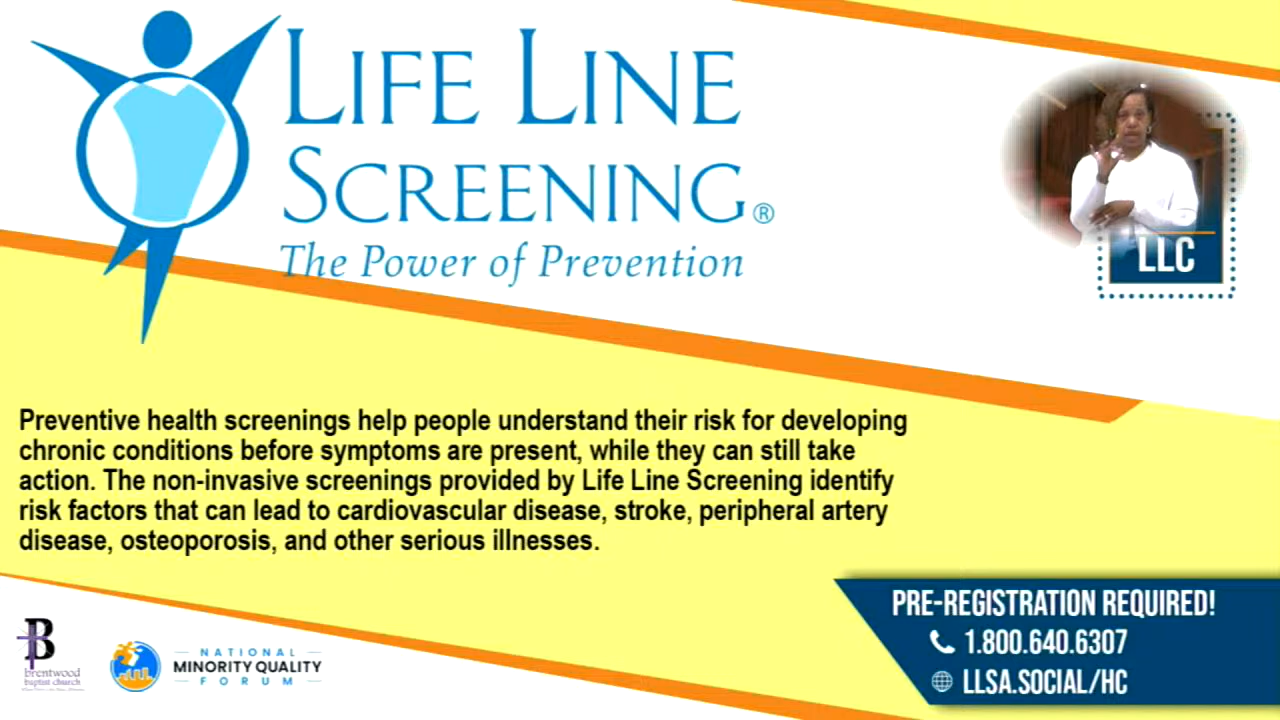 LIFE LINE
SCREENING®
The Power of Prevention
LLC
Preventive health screenings help people understand their risk for developing
chronic conditions before symptoms are present, while they can still take
action. The non-invasive screenings provided by Life Line Screening identify
risk factors that can lead to cardiovascular disease, stroke, peripheral artery
disease, osteoporosis, and other serious illnesses.
PRE-REGISTRATION REQUIRED!
1.800.640.6307
LLSA.SOCIAL/HC
B
brentwood
baptist church
NATIONAL
MINORITY QUALITY
FORUM